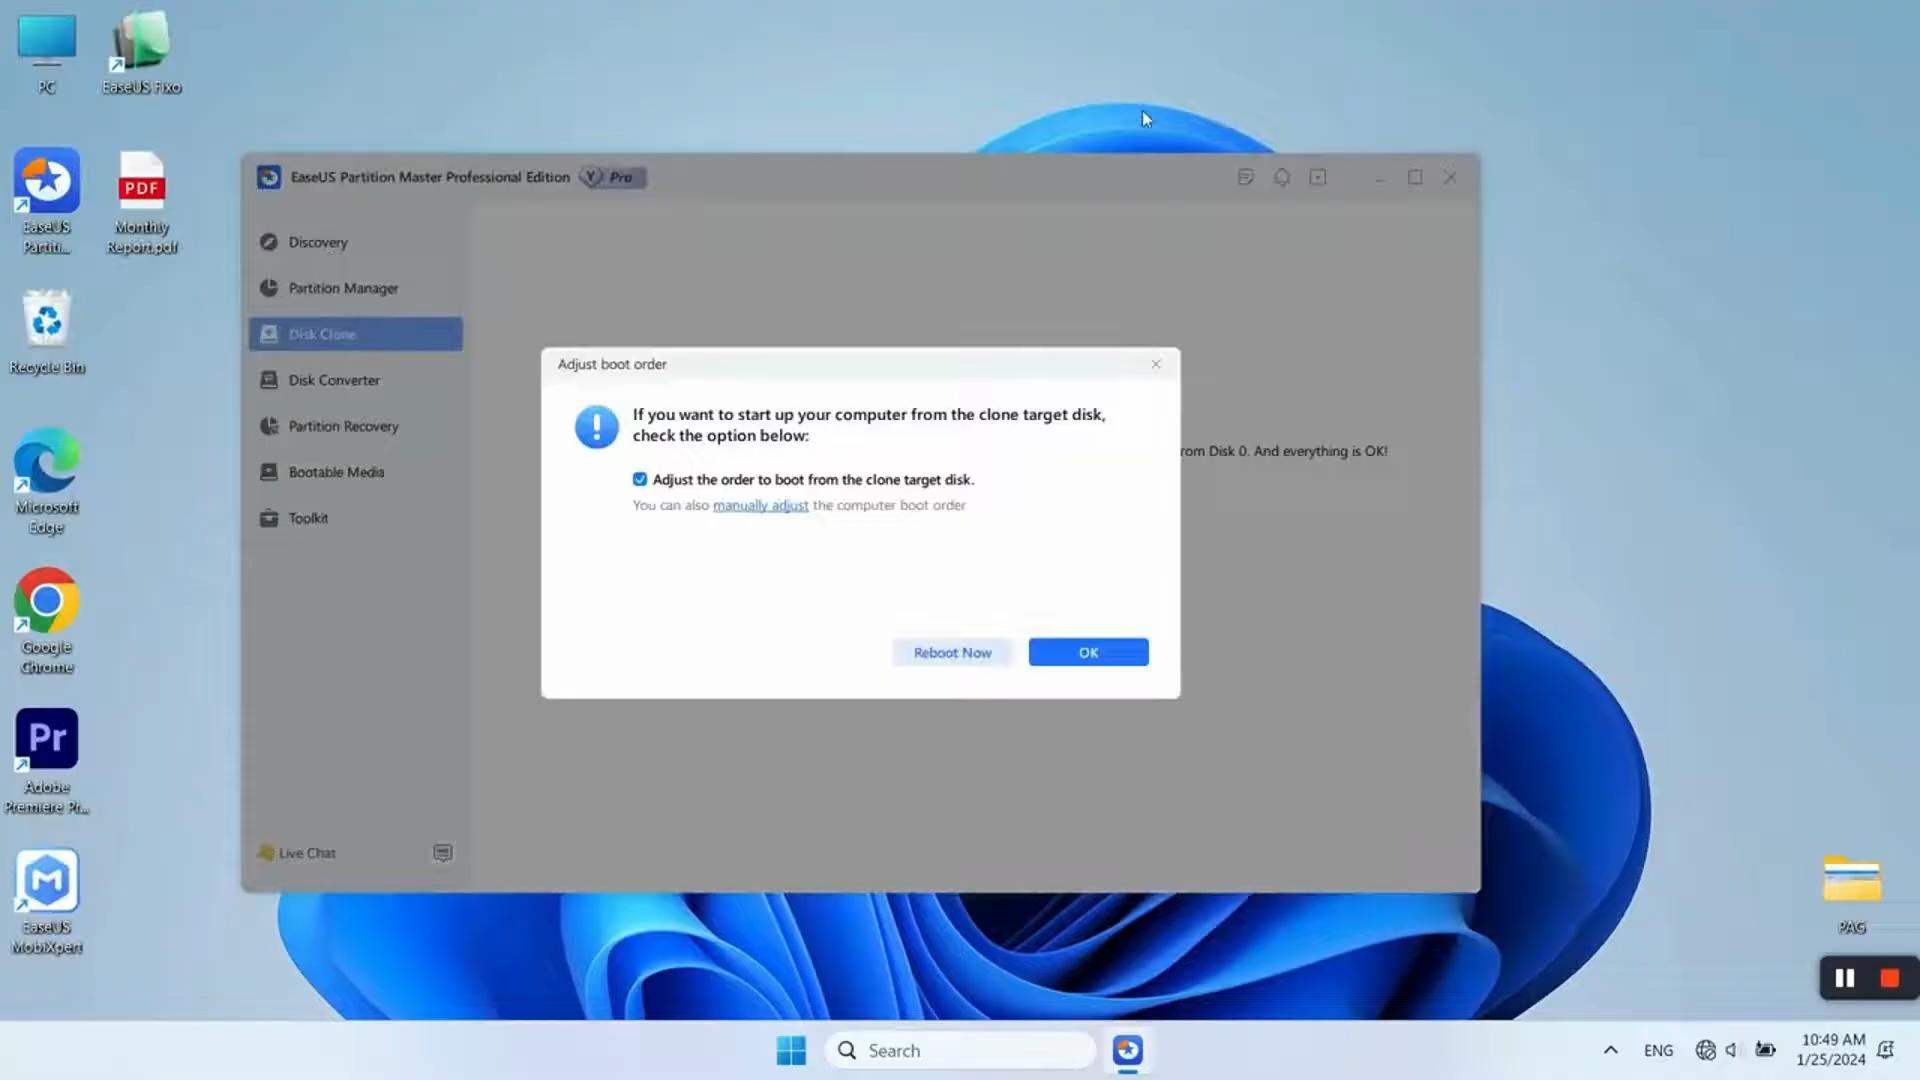 PC
EaseUS Fixo
EaseUS
Partiti...
PDF
Monthly
Report.pdf
Recycle Bin
Microsoft
Edge
Google
Chrome
Pr
Adobe
Premiere Pr...
EaseUS
MobiXpert
EaseUS Partition Master Professional Edition
Pro
Discovery
Partition Manager
Disk Clone
Disk Converter
Partition Recovery
Bootable Media
Toolkit
Live Chat
rom Disk 0. And everything is OK!
Adjust boot order
If you want to start up your computer from the clone target disk,
check the option below:
Adjust the order to boot from the clone target disk.
You can also manually adjust the computer boot order
Reboot Now
OK
PAG
Search
ENG
10:49 AM
1/25/2024